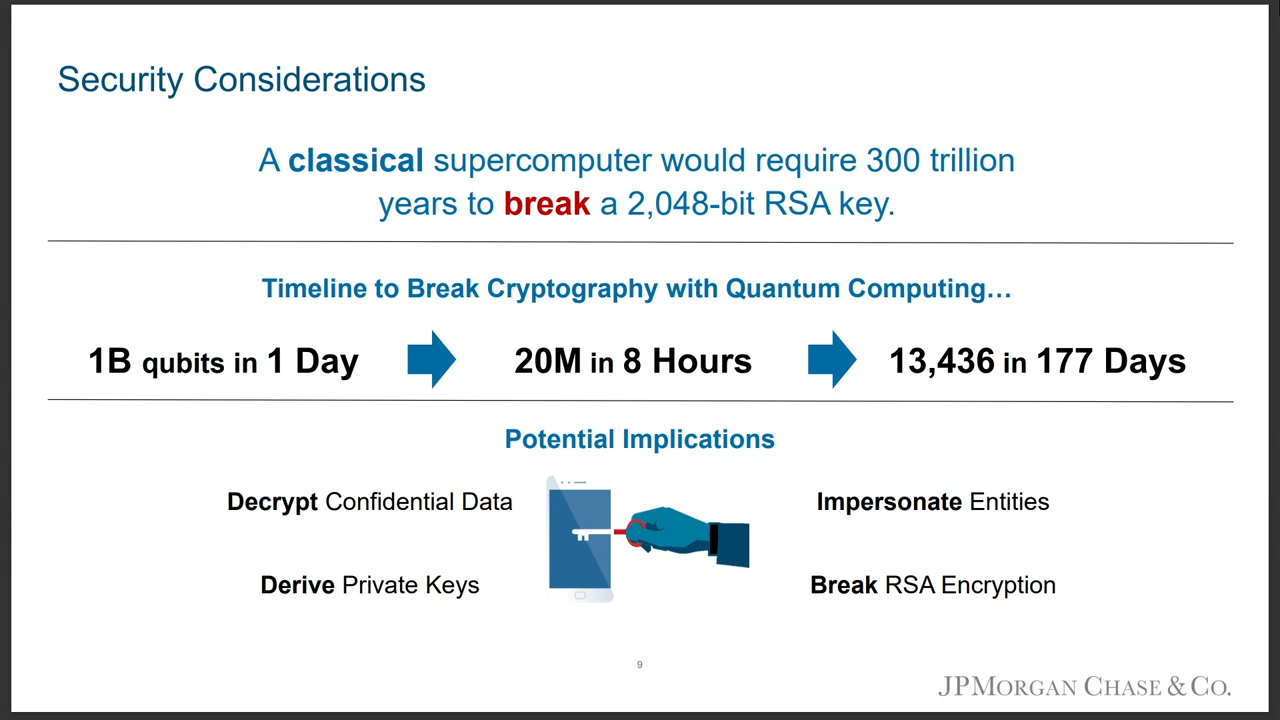 Security Considerations
A classical supercomputer would require 300 trillion
years to break a 2,048-bit RSA key.
Timeline to Break Cryptography with Quantum Computing…
1B qubits in 1 Day
20M in 8 Hours
13,436 in 177 Days
Potential Implications
Decrypt Confidential Data
Impersonate Entities
Derive Private Keys
Break RSA Encryption
9
JPMORGAN CHASE & CO.